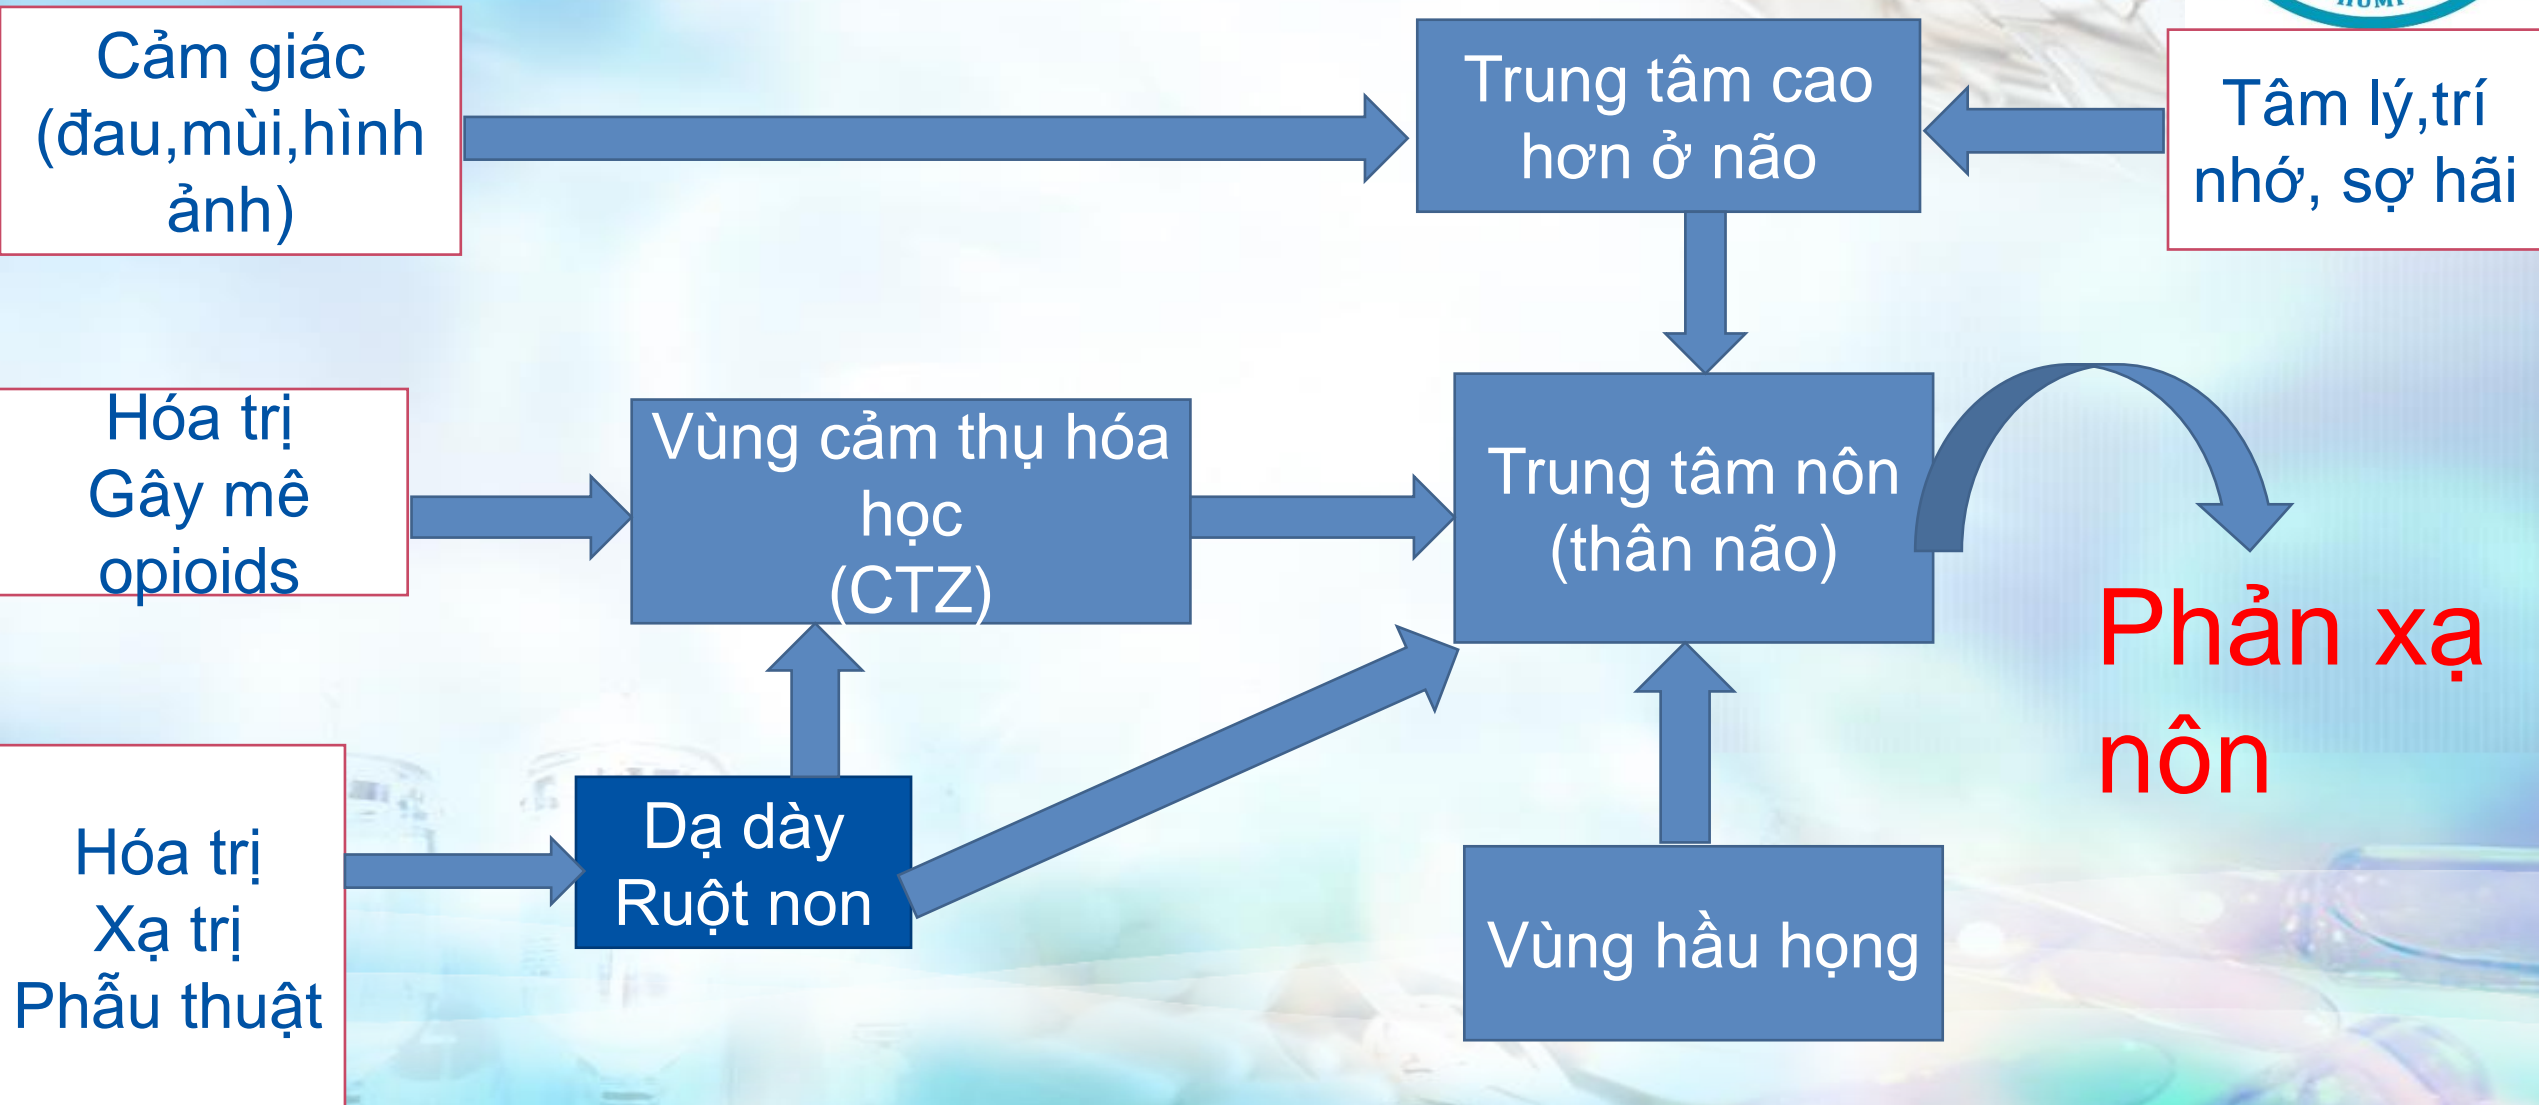 Cảm giác
(đau,mùi,hình
ảnh)
Trung tâm cao
hơn ở não
Tâm lý,trí
nhớ, sợ hãi
Hóa trị
Gây mê
opioids
Vùng cảm thụ hóa
học
(CTZ)
Trung tâm nôn
(thân não)
Phản xạ
nôn
Hóa trị
Xạ trị
Phẫu thuật
Dạ dày
Ruột non
Vùng hầu họng